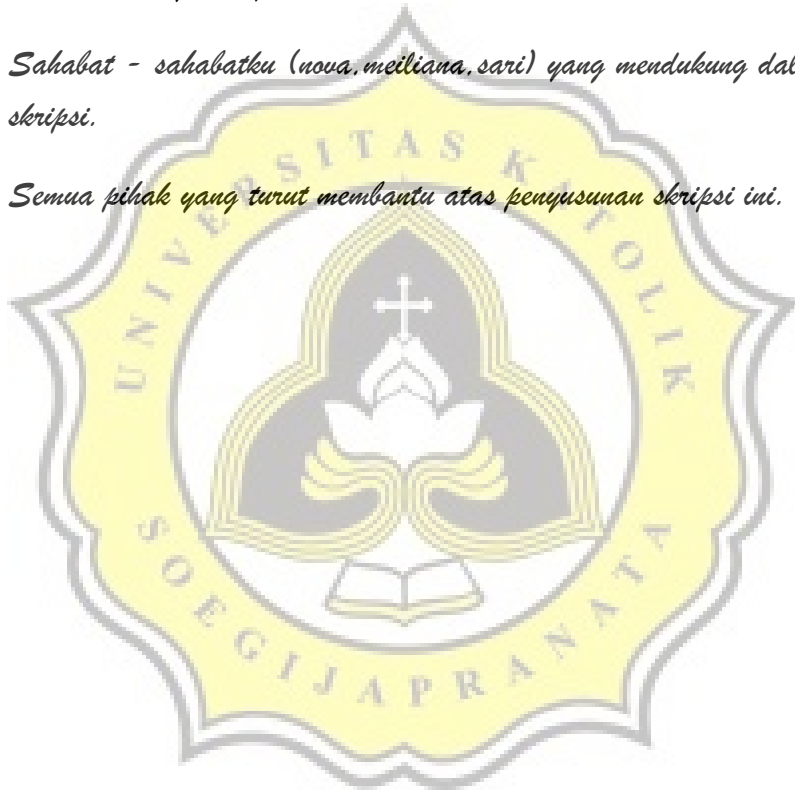 Sahabat - sahabatku (nova,meiliana,sari) yang mendukung dal
skripsi.
Semua pihak yang turut membantu atas penyusunan skripsi ini.
UNIVERSITAS KATOLIK
SOEGIJAPRANATA